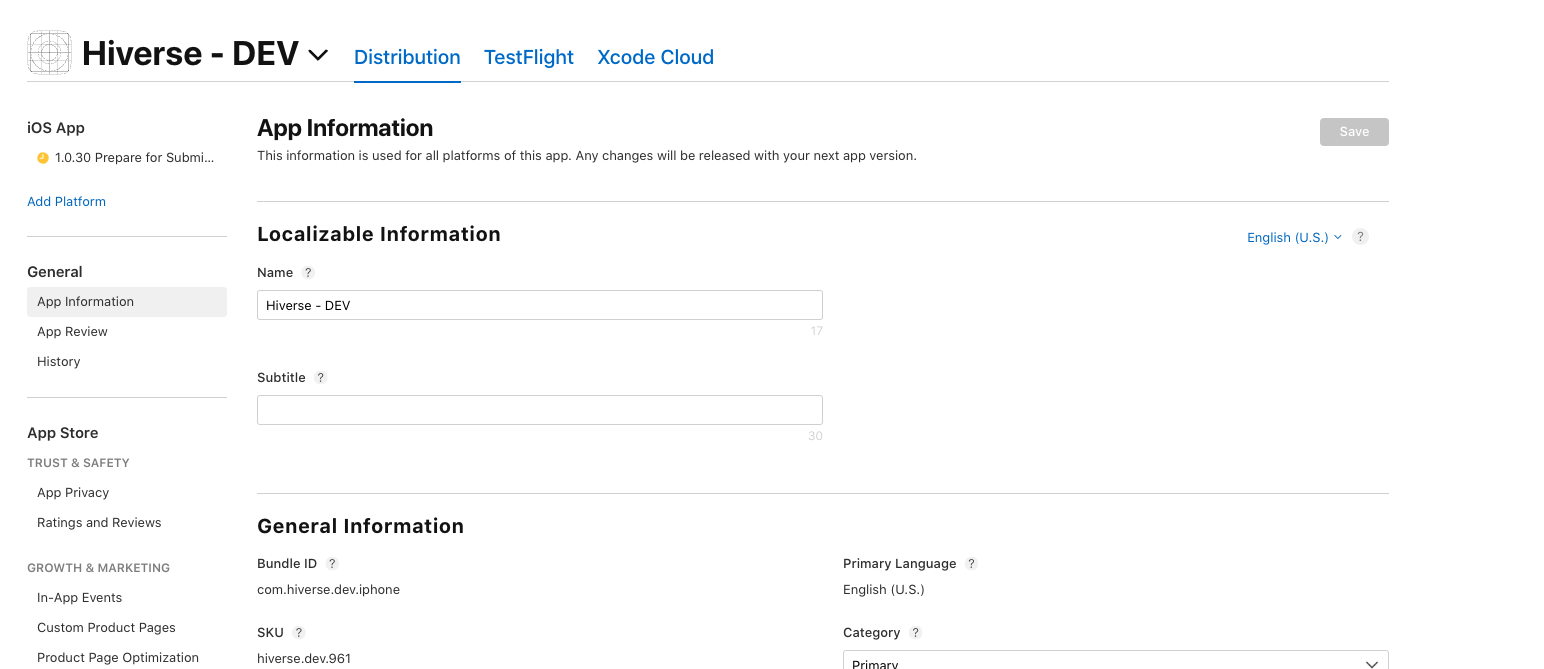 Hiverse - DEV
Distribution TestFlight Xcode Cloud
iOS App
1.0.30 Prepare for Submi...
Add Platform
General
App Information
App Review
History
App Store
TRUST & SAFETY
App Privacy
Ratings and Reviews
GROWTH & MARKETING
In-App Events
Custom Product Pages
Product Page Optimization
App Information
Save
This information is used for all platforms of this app. Any changes will be released with your next app version.
Localizable Information
English (U.S.) ?
Name ?
Hiverse - DEV
17
Subtitle ?
30
General Information
Bundle ID ?
com.hiverse.dev.iphone
Primary Language ?
English (U.S.)
SKU ?
hiverse.dev.961
Category ?
Primary